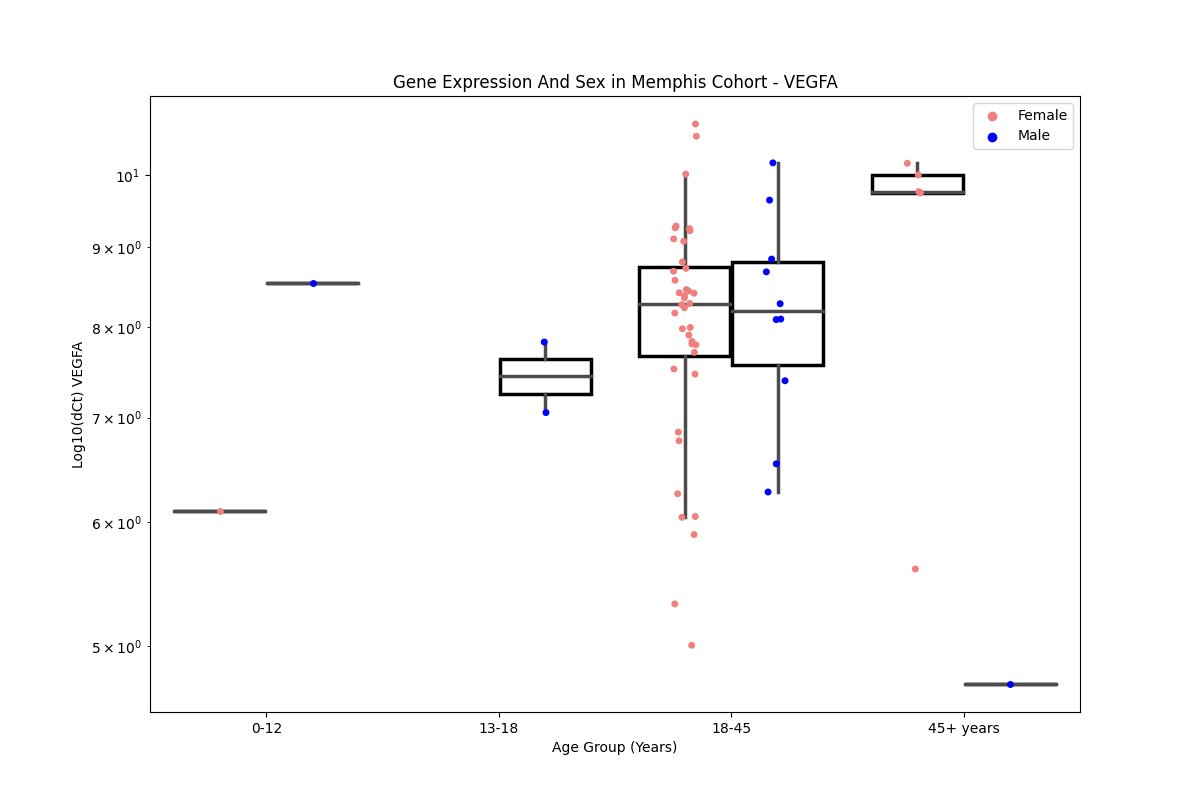 Gene Expression And Sex in Memphis Cohort - VEGFA
Female
Male
10¹
9 × 10⁰
8 × 10⁰
7 × 10⁰
6 × 10⁰
5 × 10⁰
Log10(dCt) VEGFA
0-12
13-18
18-45
45+ years
Age Group (Years)